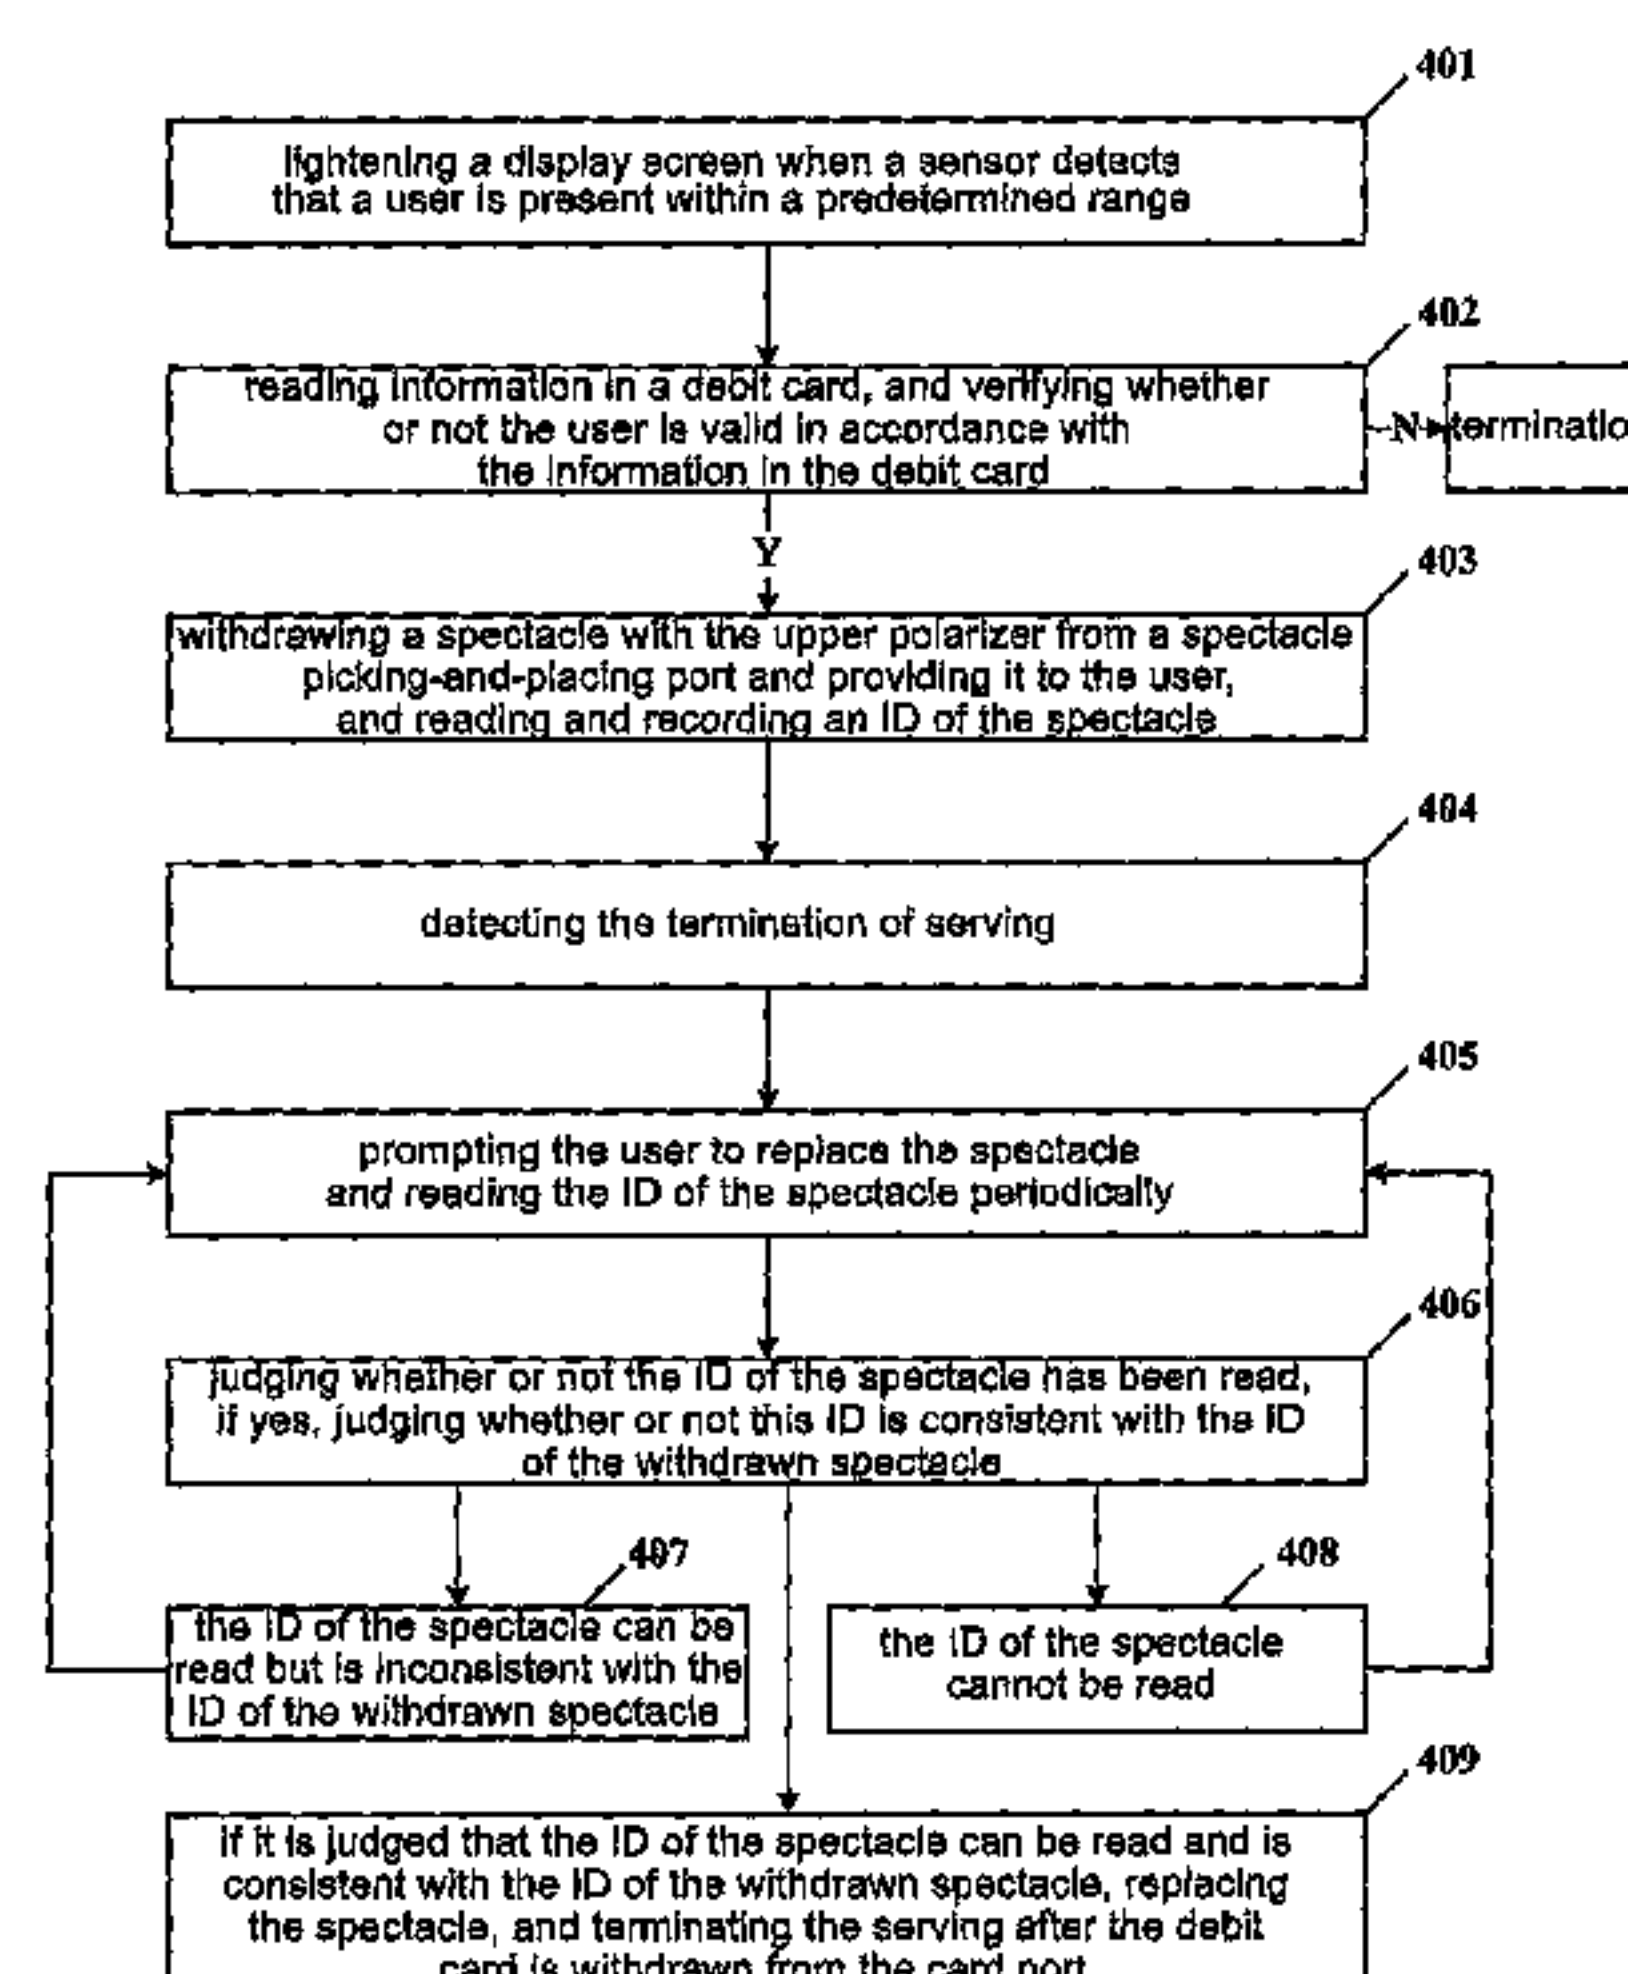 401
lightening a display screen when a sensor detects
that a user is present within a predetermined range
402
reading information in a debit card, and verifying whether
or not the user is valid in accordance with
the information in the debit card
N
terminatio
Y
403
withdrawing a spectacle with the upper polarizer from a spectacle
picking-and-placing port and providing it to the user,
and reading and recording an ID of the spectacle
404
detecting the termination of serving
405
prompting the user to replace the spectacle
and reading the ID of the spectacle periodically
406
judging whether or not the ID of the spectacle has been read,
if yes, judging whether or not this ID is consistent with the ID
of the withdrawn spectacle
407
the ID of the spectacle can be
read but is inconsistent with the
ID of the withdrawn spectacle
408
the ID of the spectacle
cannot be read
409
if it is judged that the ID of the spectacle can be read and is
consistent with the ID of the withdrawn spectacle, replacing
the spectacle, and terminating the serving after the debit
card is withdrawn from the card port